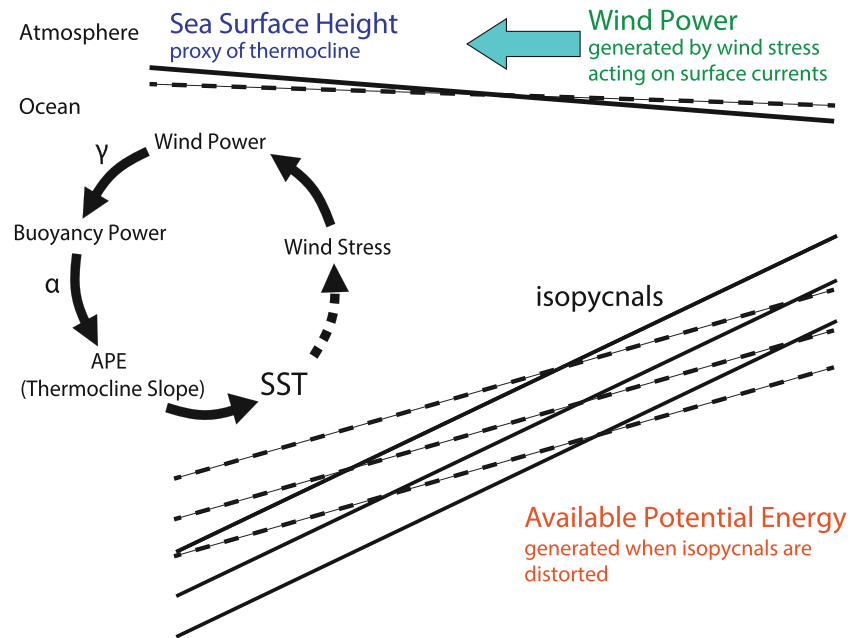 Atmosphere
Sea Surface Height
proxy of thermocline
Wind Power
generated by wind stress
acting on surface currents
Ocean
Wind Power
γ
Buoyancy Power
Wind Stress
α
isopycnals
APE
(Thermocline Slope)
SST
Available Potential Energy
generated when isopycnals are
distorted